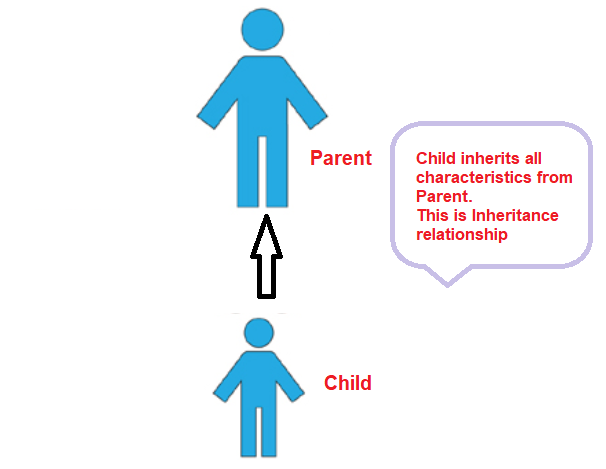 Parent
Child inherits all
characteristics from
Parent.
This is Inheritance
relationship
Child